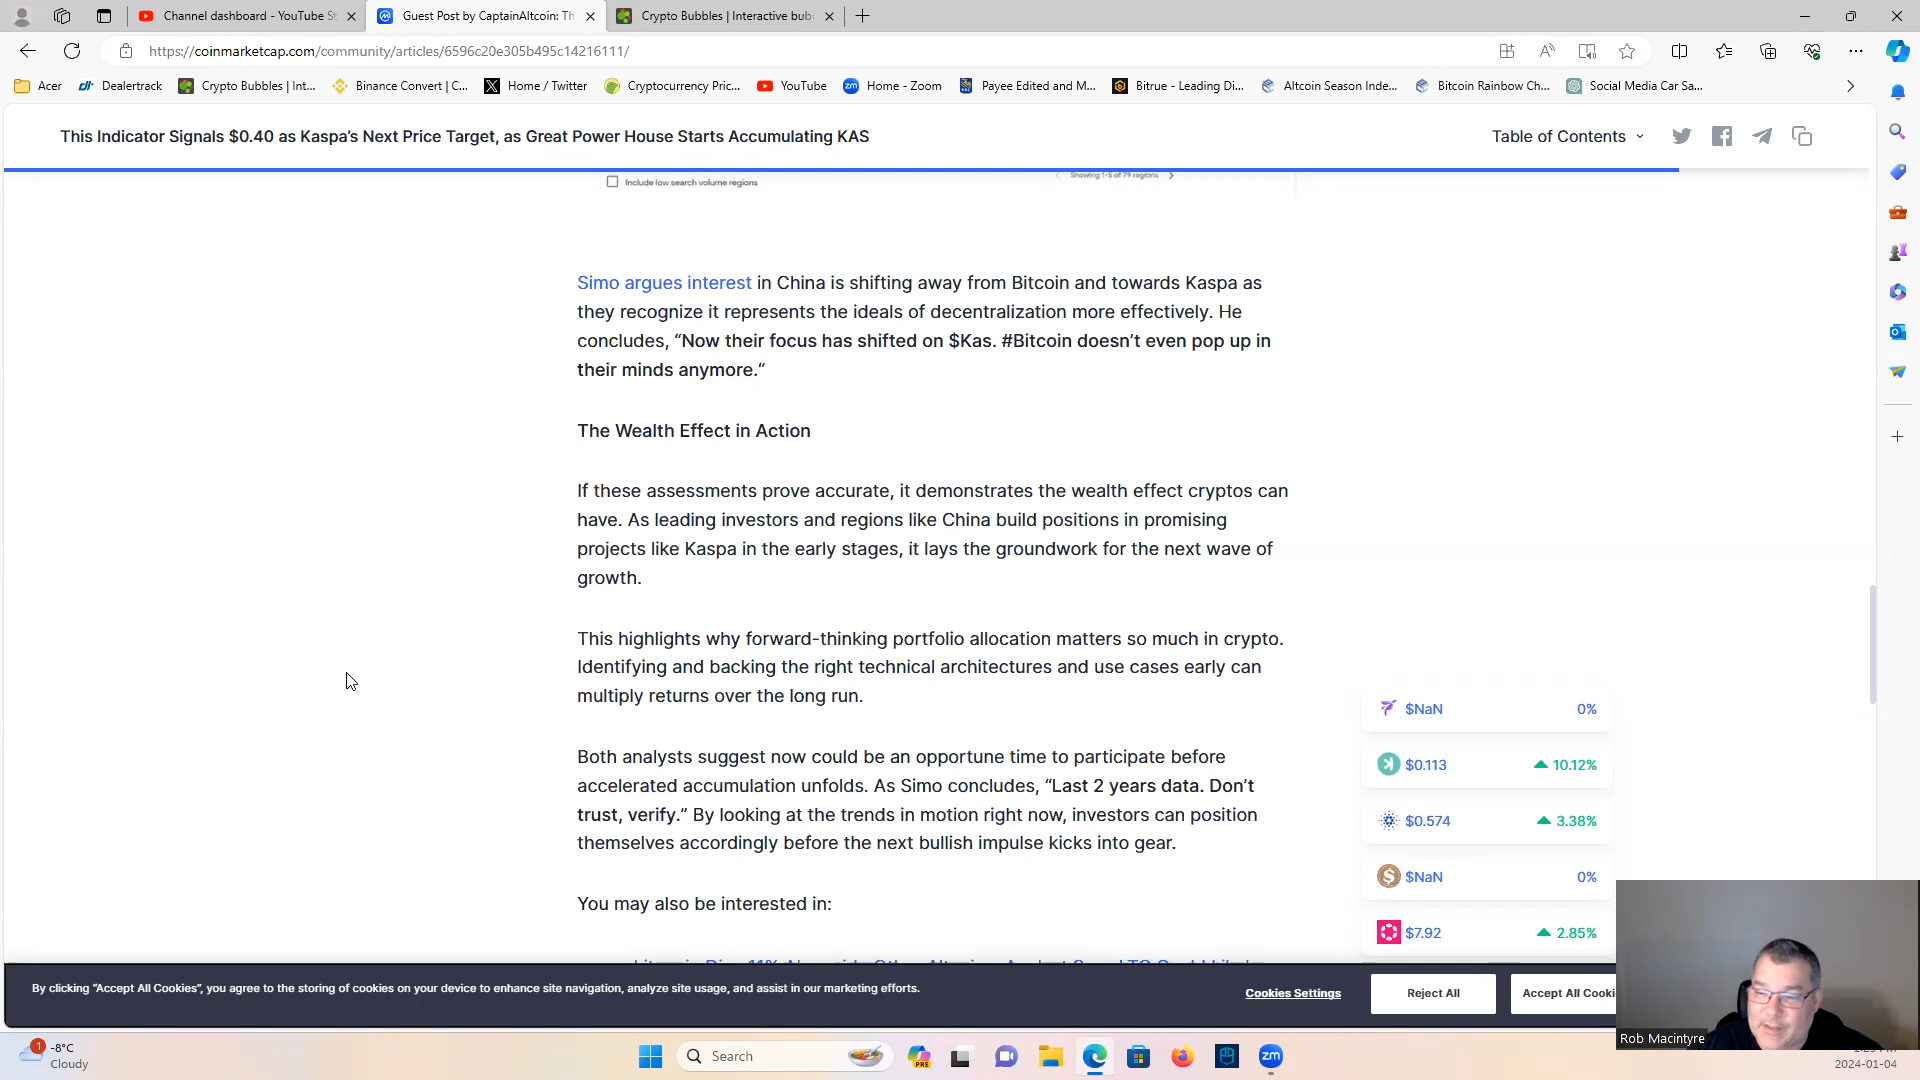 Channel dashboard - YouTube St
Guest Post by CaptainAltcoin: Th
Crypto Bubbles | Interactive bub
https://coinmarketcap.com/community/articles/6596c20e305b495c14216111/
Acer
Dealertrack
Crypto Bubbles | Int...
Binance Convert | C...
Home / Twitter
Cryptocurrency Pric...
YouTube
Home - Zoom
Payee Edited and M...
Bitrue - Leading Di...
Altcoin Season Inde...
Bitcoin Rainbow Ch...
Social Media Car Sa...
This Indicator Signals $0.40 as Kaspa's Next Price Target, as Great Power House Starts Accumulating KAS
Table of Contents
Include low search volume regions
Showing 1-5 of 79 regions
Simo argues interest in China is shifting away from Bitcoin and towards Kaspa as
they recognize it represents the ideals of decentralization more effectively. He
concludes, “Now their focus has shifted on $Kas. #Bitcoin doesn't even pop up in
their minds anymore.“
The Wealth Effect in Action
If these assessments prove accurate, it demonstrates the wealth effect cryptos can
have. As leading investors and regions like China build positions in promising
projects like Kaspa in the early stages, it lays the groundwork for the next wave of
growth.
This highlights why forward-thinking portfolio allocation matters so much in crypto.
Identifying and backing the right technical architectures and use cases early can
multiply returns over the long run.
Both analysts suggest now could be an opportune time to participate before
accelerated accumulation unfolds. As Simo concludes, “Last 2 years data. Don't
trust, verify.” By looking at the trends in motion right now, investors can position
themselves accordingly before the next bullish impulse kicks into gear.
You may also be interested in:
$NaN 0%
$0.113 10.12%
$0.574 3.38%
$NaN 0%
$7.92 2.85%
By clicking “Accept All Cookies”, you agree to the storing of cookies on your device to enhance site navigation, analyze site usage, and assist in our marketing efforts.
Cookies Settings
Reject All
Accept All Cooki
Rob Macintyre
1
-8°C
Cloudy
Search
PRE
zm
2024-01-04